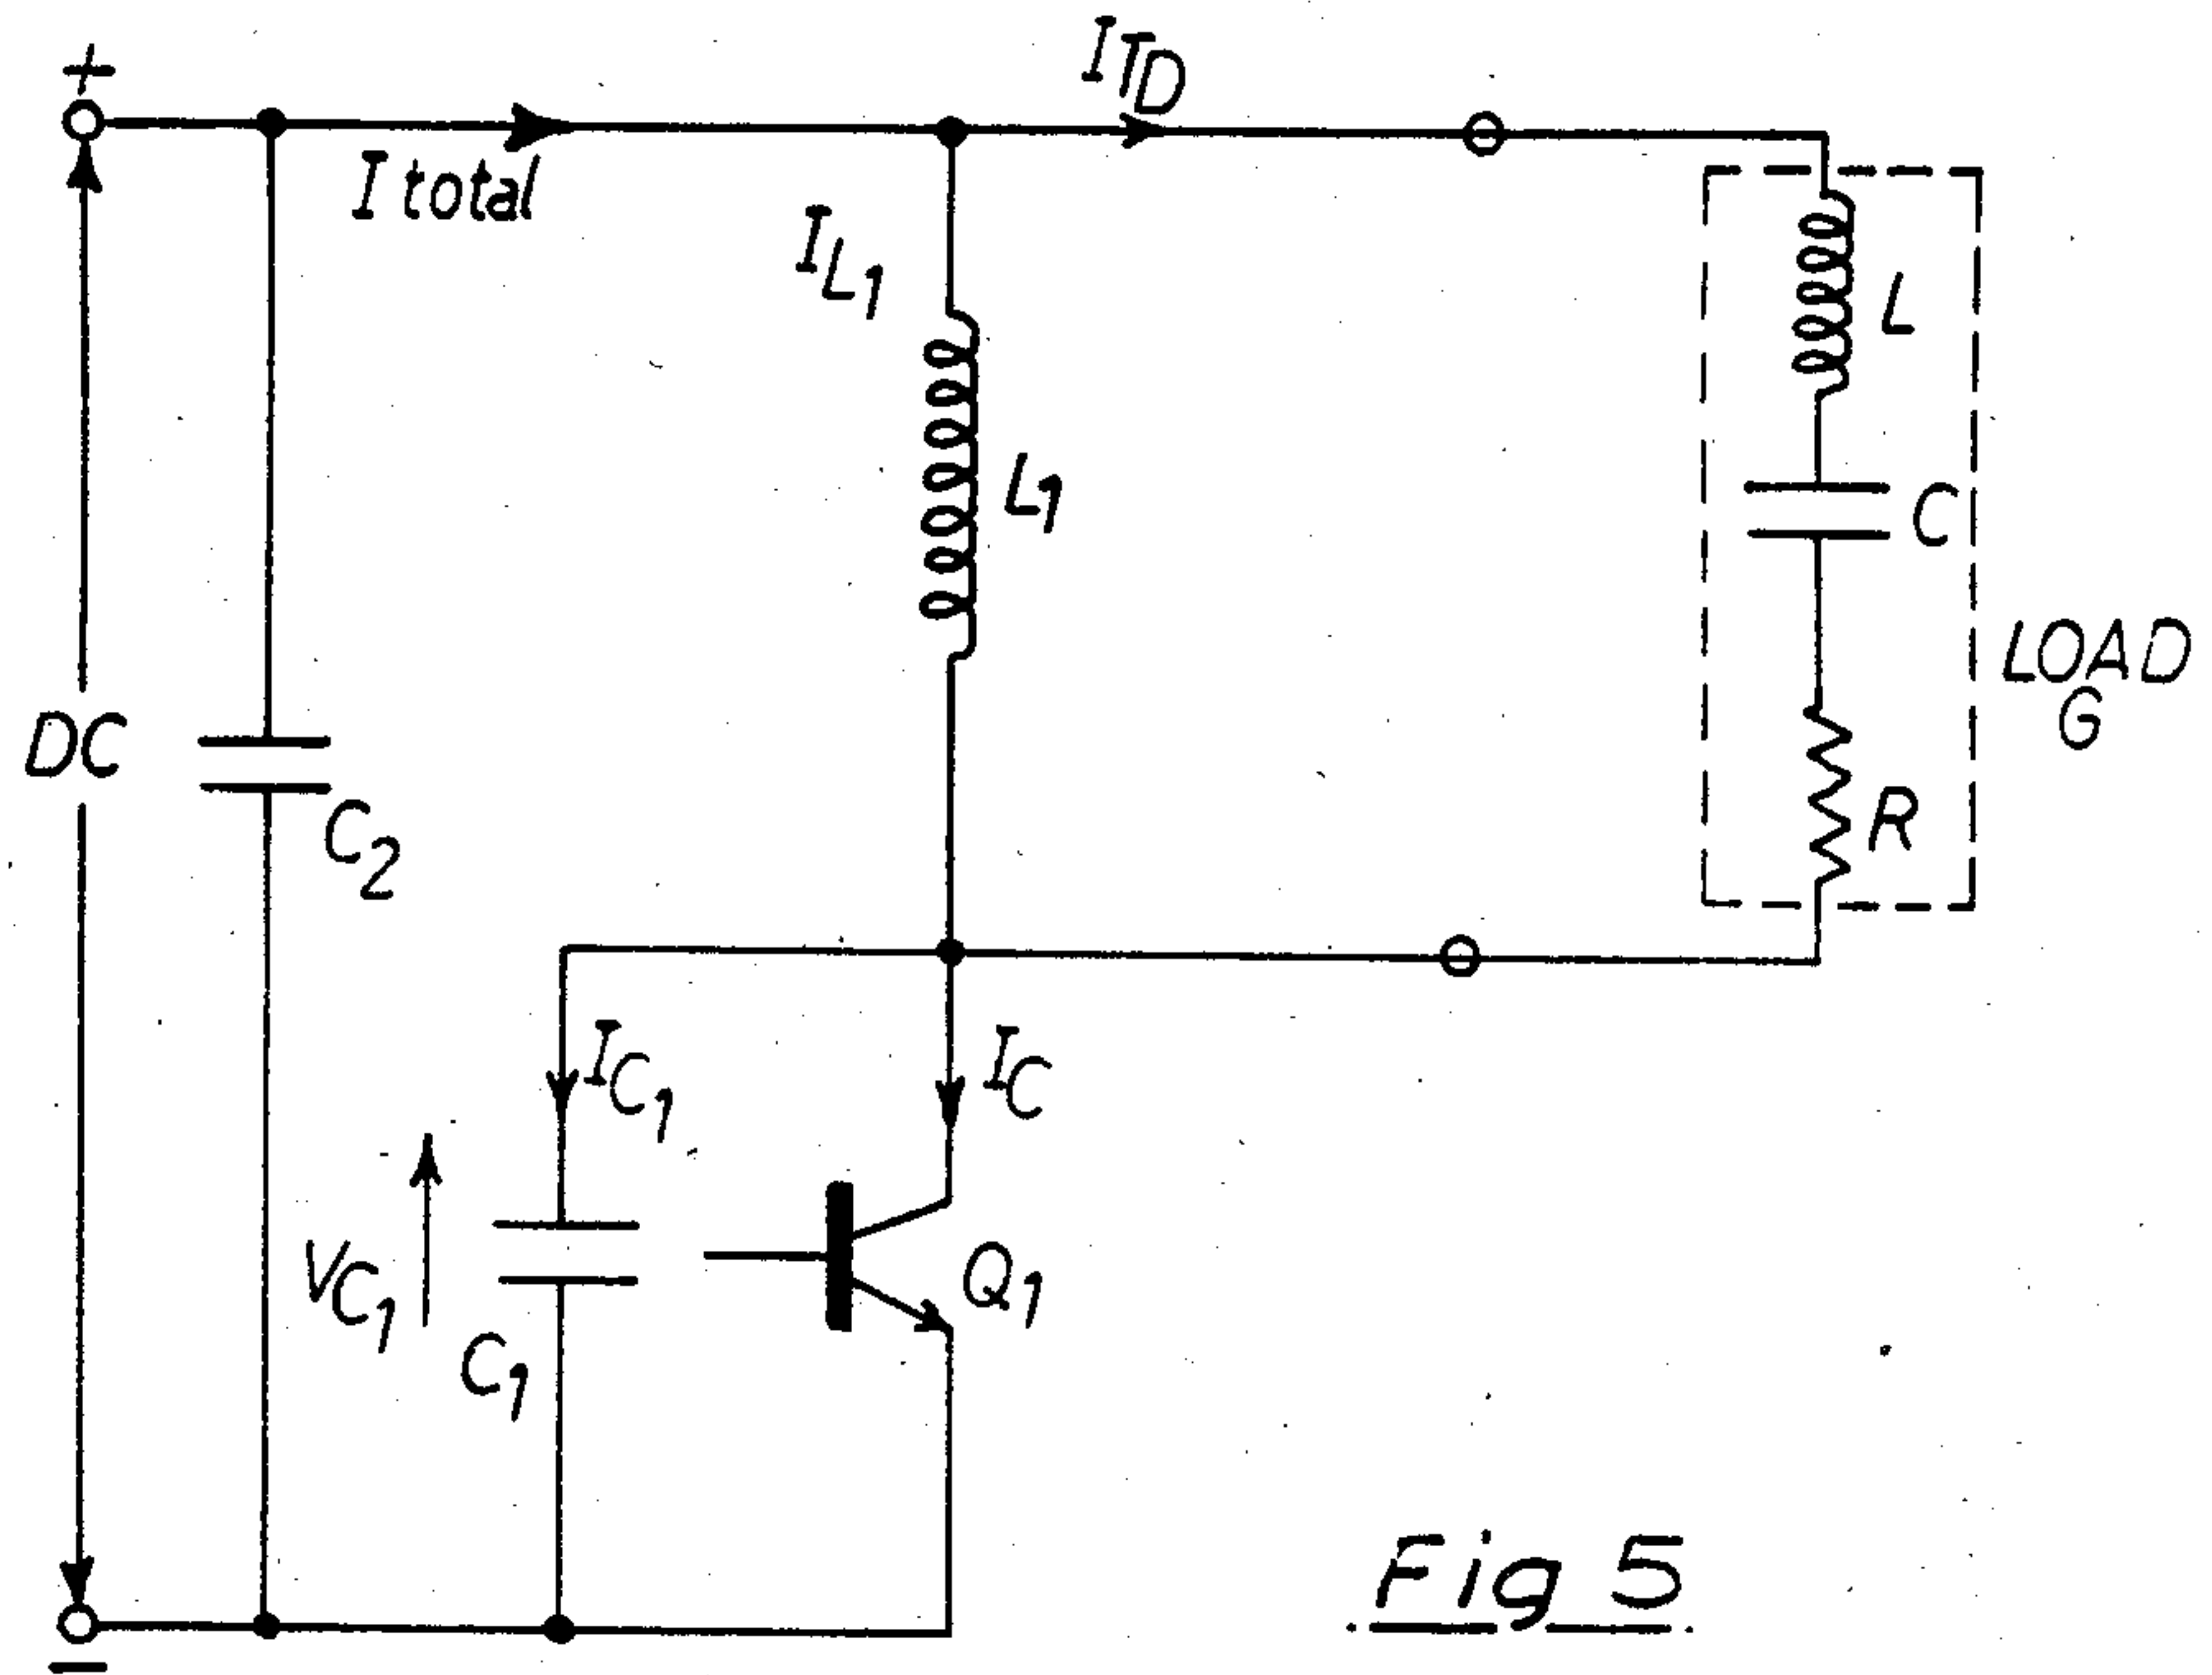 +
I_TD
I total
I_L1
L1
L
C
LOAD
G
DC
C2
R
I_C1
I_C
V_C1
Q1
C1
Fig 5
−